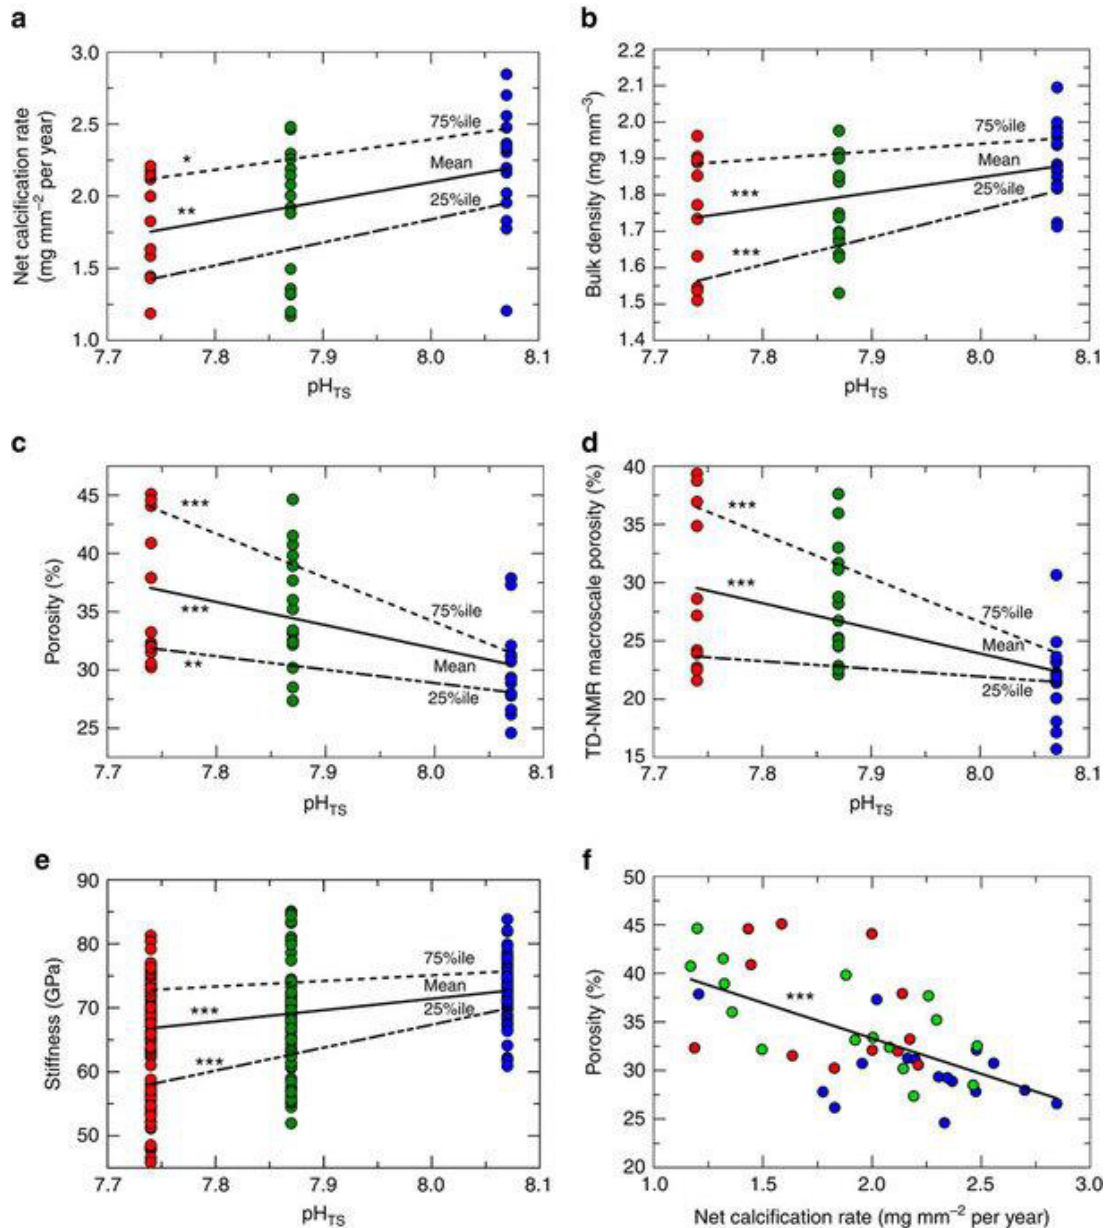 a
Net calcification rate
(mg mm⁻² per year)
3.0
2.5
2.0
1.5
1.0
75%ile
*
Mean
**
25%ile
7.7 7.8 7.9 8.0 8.1
pH_TS
b
Bulk density (mg mm⁻³)
2.2
2.1
2.0
1.9
1.8
1.7
1.6
1.5
1.4
75%ile
Mean
***
25%ile
***
7.7 7.8 7.9 8.0 8.1
pH_TS
c
Porosity (%)
45
40
35
30
25
***
***
75%ile
**
Mean
25%ile
7.7 7.8 7.9 8.0 8.1
pH_TS
d
TD-NMR macroscale porosity (%)
40
35
30
25
20
15
***
***
75%ile
Mean
25%ile
7.7 7.8 7.9 8.0 8.1
pH_TS
e
Stiffness (GPa)
90
80
70
60
50
75%ile
Mean
***
25%ile
***
7.7 7.8 7.9 8.0 8.1
pH_TS
f
Porosity (%)
50
45
40
35
30
25
20
***
1.0 1.5 2.0 2.5 3.0
Net calcification rate (mg mm⁻² per year)